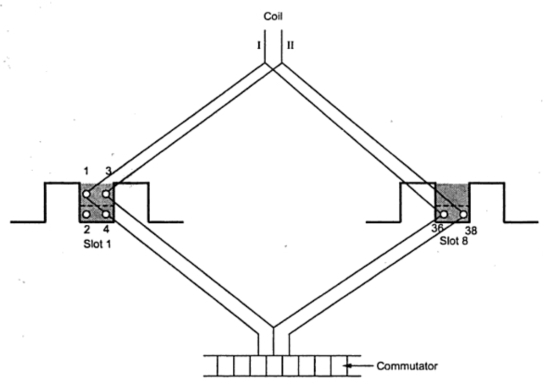 Coil
I II
1 3
2 4
Slot 1
36 38
Slot 8
Commutator